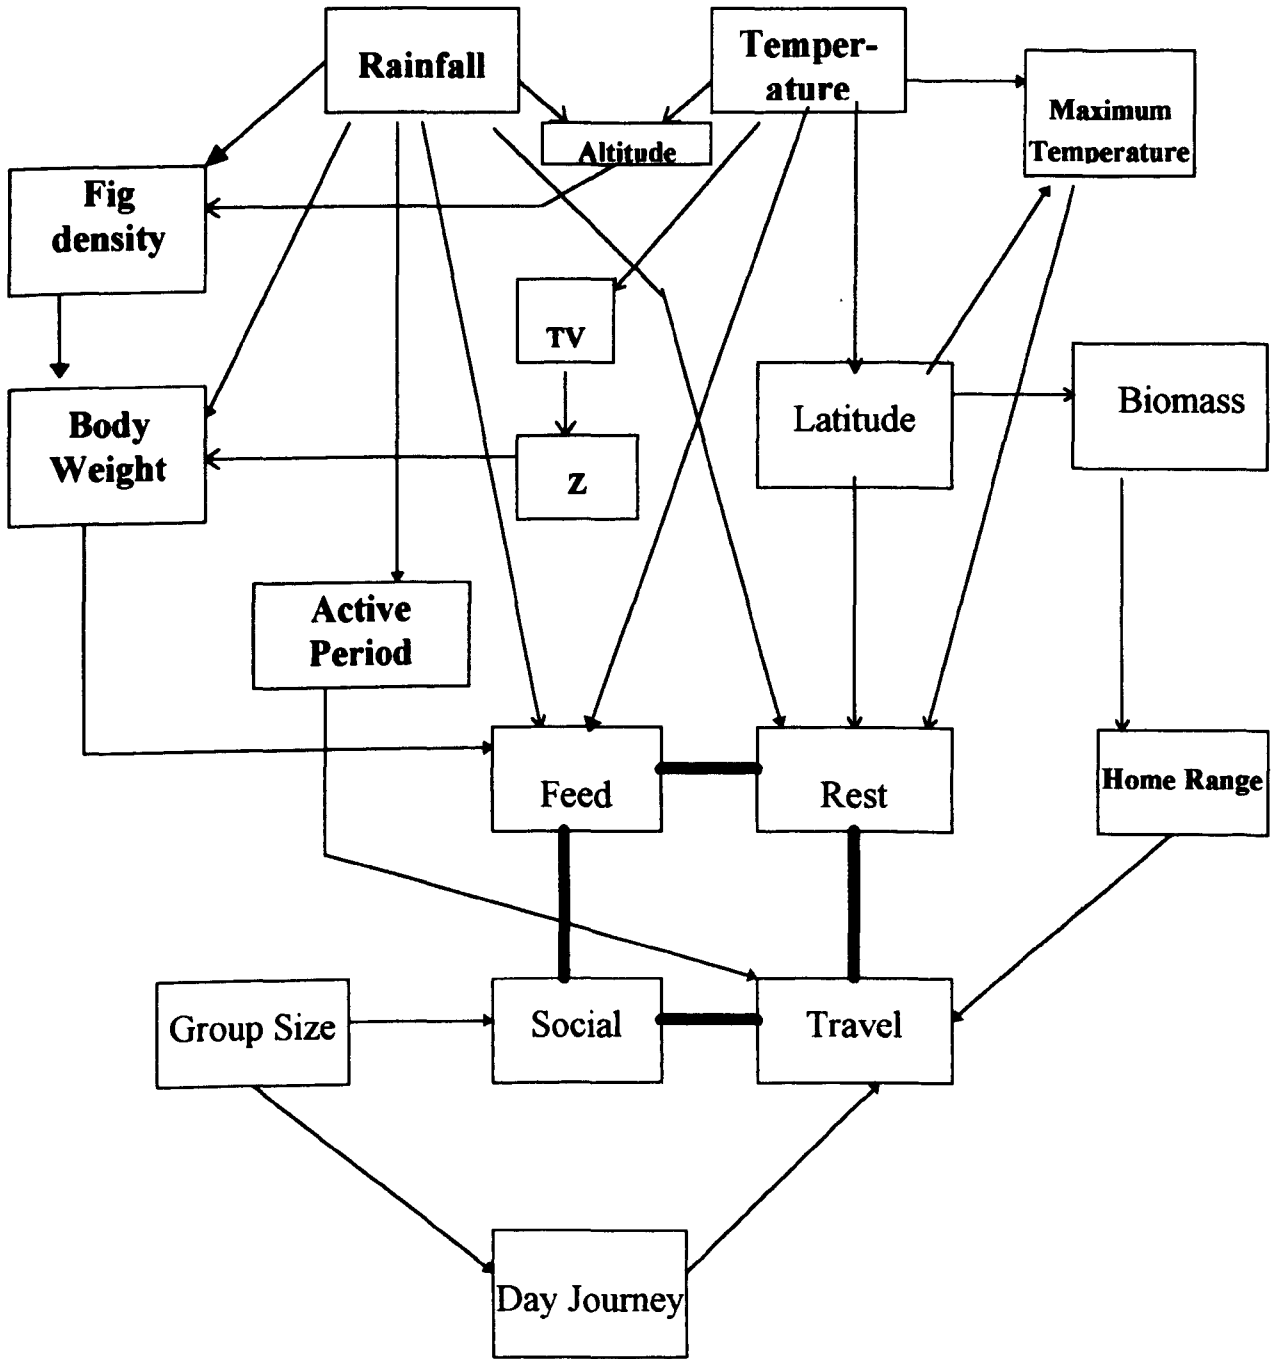 Rainfall
Temper-
ature
Maximum
Temperature
Altitude
Fig
density
TV
Latitude
Biomass
Body
Weight
Z
Active
Period
Feed
Rest
Home Range
Group Size
Social
Travel
Day Journey